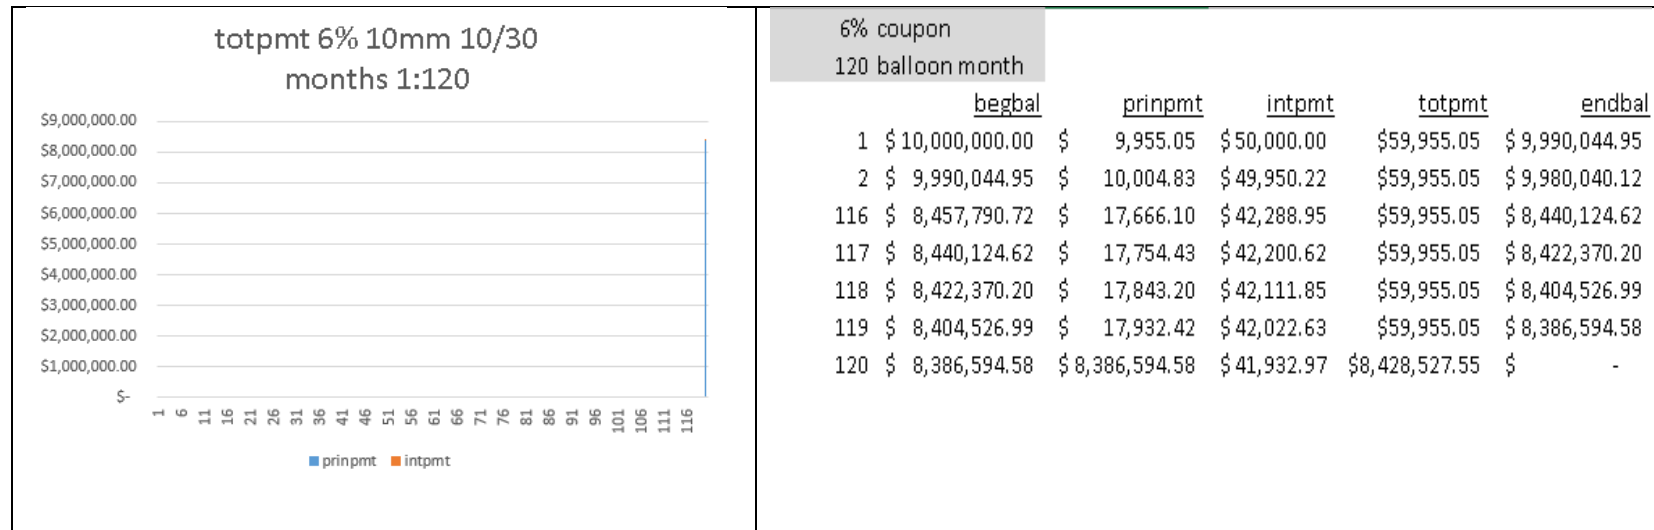 totpmt 6% 10mm 10/30
months 1:120
$9,000,000.00
$8,000,000.00
$7,000,000.00
$6,000,000.00
$5,000,000.00
$4,000,000.00
$3,000,000.00
$2,000,000.00
$1,000,000.00
$-
1 6 11 16 21 26 31 36 41 46 51 56 61 66 71 76 81 86 91 96 101 106 111 116
prinpmt intpmt
6% coupon
120 balloon month
begbal prinpmt intpmt totpmt endbal
1 $ 10,000,000.00 $ 9,955.05 $ 50,000.00 $59,955.05 $ 9,990,044.95
2 $ 9,990,044.95 $ 10,004.83 $ 49,950.22 $59,955.05 $ 9,980,040.12
116 $ 8,457,790.72 $ 17,666.10 $ 42,288.95 $59,955.05 $ 8,440,124.62
117 $ 8,440,124.62 $ 17,754.43 $ 42,200.62 $59,955.05 $ 8,422,370.20
118 $ 8,422,370.20 $ 17,843.20 $ 42,111.85 $59,955.05 $ 8,404,526.99
119 $ 8,404,526.99 $ 17,932.42 $ 42,022.63 $59,955.05 $ 8,386,594.58
120 $ 8,386,594.58 $ 8,386,594.58 $ 41,932.97 $8,428,527.55 $ -